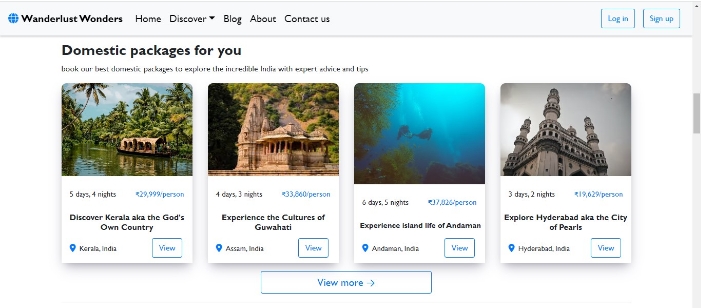 Wanderlust Wonders Home Discover Blog About Contact us Log in Sign up
Domestic packages for you
book our best domestic packages to explore the incredible India with expert advice and tips
5 days, 4 nights ₹29,999/person
Discover Kerala aka the God's
Own Country
Kerala, India View
4 days, 3 nights ₹33,860/person
Experience the Cultures of
Guwahati
Assam, India View
6 days, 5 nights ₹37,826/person
Experience island life of Andaman
Andaman, India View
3 days, 2 nights ₹19,629/person
Explore Hyderabad aka the City
of Pearls
Hyderabad, India View
View more →